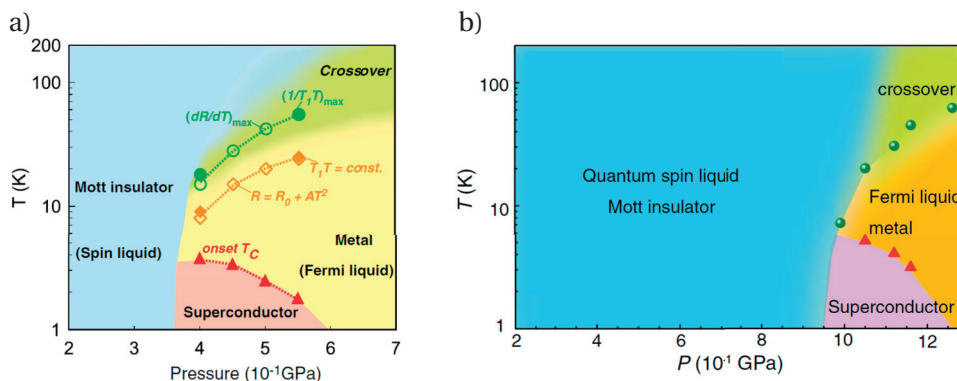 a)
200
100
10
1
T (K)
Crossover
(1/T₁T)max
(dR/dT)max
T₁T = const.
R = R₀ + AT²
Mott insulator
(Spin liquid)
onset TC
Metal
(Fermi liquid)
Superconductor
2 3 4 5 6 7
Pressure (10⁻¹GPa)
b)
100
10
1
T (K)
crossover
Quantum spin liquid
Mott insulator
Fermi liquid
metal
Superconductor
2 4 6 8 10 12
P (10⁻¹ GPa)